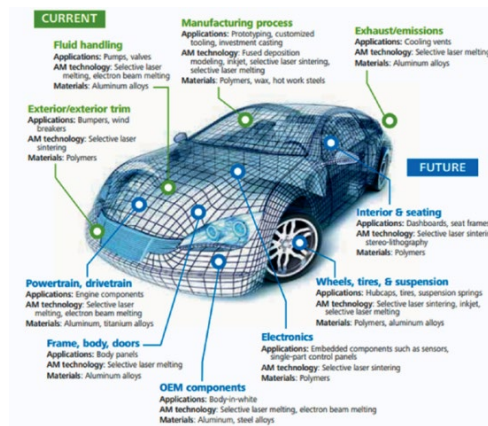 CURRENT
Manufacturing process
Applications: Prototyping, customized
tooling, investment casting
AM technology: Fused deposition
modeling, inkjet, selective laser sintering,
selective laser melting
Materials: Polymers, wax, hot work steels
Exhaust/emissions
Applications: Cooling vents
AM technology: Selective laser melting
Materials: Aluminum alloys
Fluid handling
Applications: Pumps, valves
AM technology: Selective laser
melting, electron beam melting
Materials: Aluminum alloys
Exterior/exterior trim
Applications: Bumpers, wind
breakers
AM technology: Selective laser
sintering
Materials: Polymers
FUTURE
Interior & seating
Applications: Dashboards, seat frames
AM technology: Selective laser sinteri
stereo-lithography
Materials: Polymers
Powertrain, drivetrain
Applications: Engine components
AM technology: Selective laser
melting, electron beam melting
Materials: Aluminum, titanium alloys
Wheels, tires, & suspension
Applications: Hubcaps, tires, suspension springs
AM technology: Selective laser sintering, inkjet,
selective laser melting
Materials: Polymers, aluminum alloys
Frame, body, doors
Applications: Body panels
AM technology: Selective laser melting
Materials: Aluminum alloys
Electronics
Applications: Embedded components such as sensors,
single-part control panels
AM technology: Selective laser sintering
Materials: Polymers
OEM components
Applications: Body-in-white
AM technology: Selective laser melting, electron beam melting
Materials: Aluminum, steel alloys